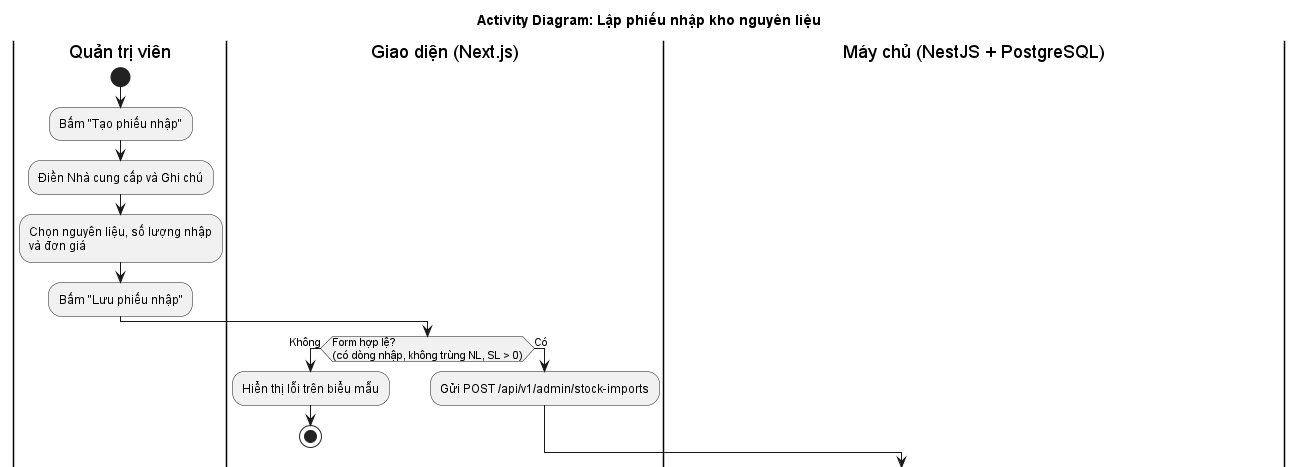 Activity Diagram: Lập phiếu nhập kho nguyên liệu
Quản trị viên
Giao diện (Next.js)
Máy chủ (NestJS + PostgreSQL)
Bấm "Tạo phiếu nhập"
Điền Nhà cung cấp và Ghi chú
Chọn nguyên liệu, số lượng nhập
và đơn giá
Bấm "Lưu phiếu nhập"
Không
Form hợp lệ?
(có dòng nhập, không trùng NL, SL > 0)
Có
Hiển thị lỗi trên biểu mẫu
Gửi POST /api/v1/admin/stock-imports